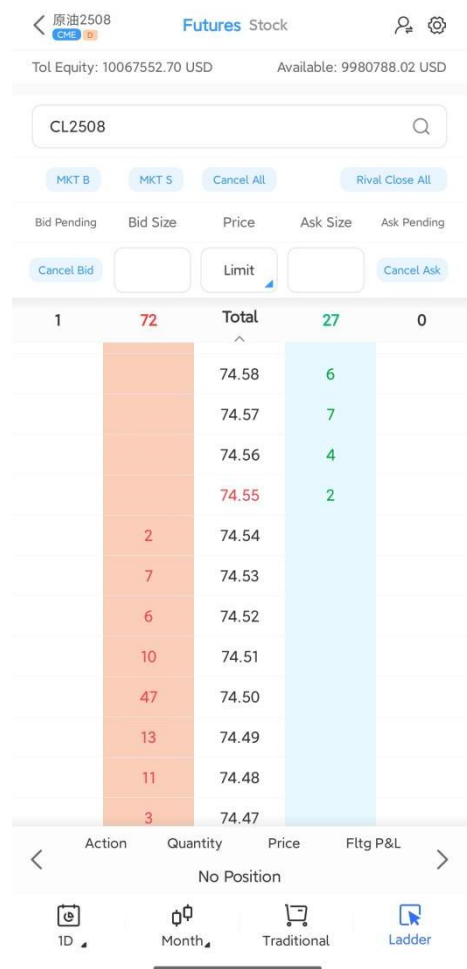 原油2508
CME D
Futures Stock
Tol Equity: 10067552.70 USD Available: 9980788.02 USD
CL2508
MKT B MKT S Cancel All Rival Close All
Bid Pending Bid Size Price Ask Size Ask Pending
Cancel Bid Limit Cancel Ask
1 72 Total 27 0
74.58 6
74.57 7
74.56 4
74.55 2
2 74.54
7 74.53
6 74.52
10 74.51
47 74.50
13 74.49
11 74.48
3 74.47
Action Quantity Price Fltg P&L
No Position
1D Month Traditional Ladder